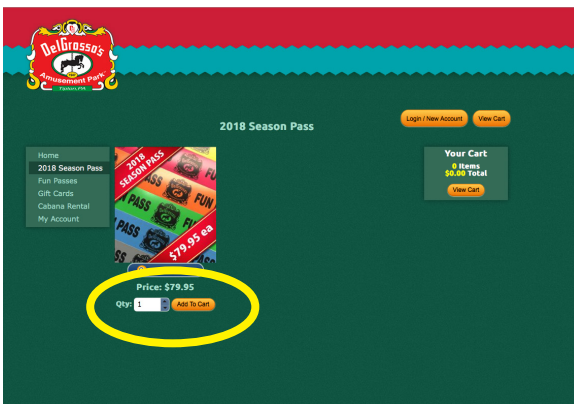 DelGrosso's
Amusement Park
Tipton, PA
Login / New Account
View Cart
2018 Season Pass
Home
2018 Season Pass
Fun Passes
Gift Cards
Cabana Rental
My Account
2018
SEASON PASS
FUN
PASS
FUN
PASS
$79.95 ea
Your Cart
0 Items
$0.00 Total
View Cart
Price: $79.95
Qty: 1
Add To Cart